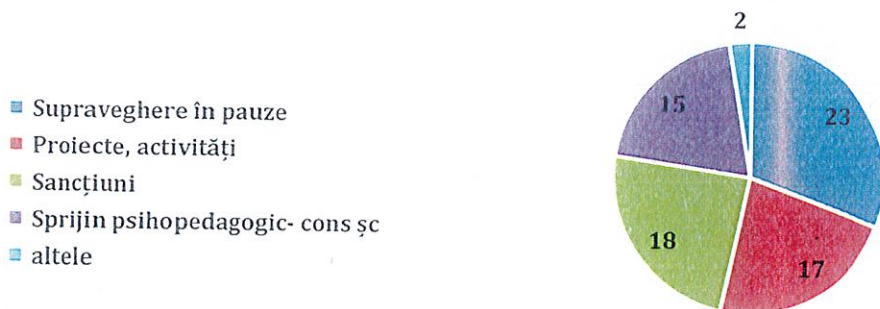 2
Supraveghere în pauze
Proiecte, activități
Sancțiuni
Sprijin psihopedagogic- cons șc
altele
15
23
18
17